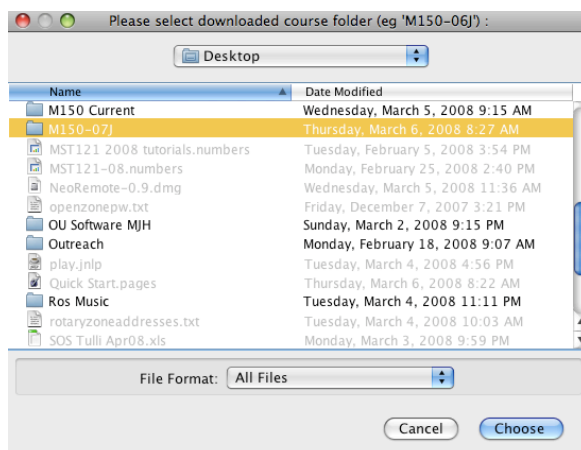 Please select downloaded course folder (eg 'M150-06J') :
Desktop
Name Date Modified
M150 Current Wednesday, March 5, 2008 9:15 AM
M150-07J Thursday, March 6, 2008 8:27 AM
MST121 2008 tutorials.numbers Tuesday, February 5, 2008 3:54 PM
MST121-08.numbers Monday, February 25, 2008 2:40 PM
NeoRemote-0.9.dmg Wednesday, March 5, 2008 11:36 AM
openzonepw.txt Friday, December 7, 2007 3:21 PM
OU Software MJH Sunday, March 2, 2008 9:15 PM
Outreach Monday, February 18, 2008 9:07 AM
play.jnlp Tuesday, March 4, 2008 4:56 PM
Quick Start.pages Thursday, March 6, 2008 8:22 AM
Ros Music Tuesday, March 4, 2008 11:11 PM
rotaryzoneaddresses.txt Tuesday, March 4, 2008 10:03 AM
SOS Tulli Apr08.xls Monday, March 3, 2008 9:59 PM
File Format: All Files
Cancel Choose